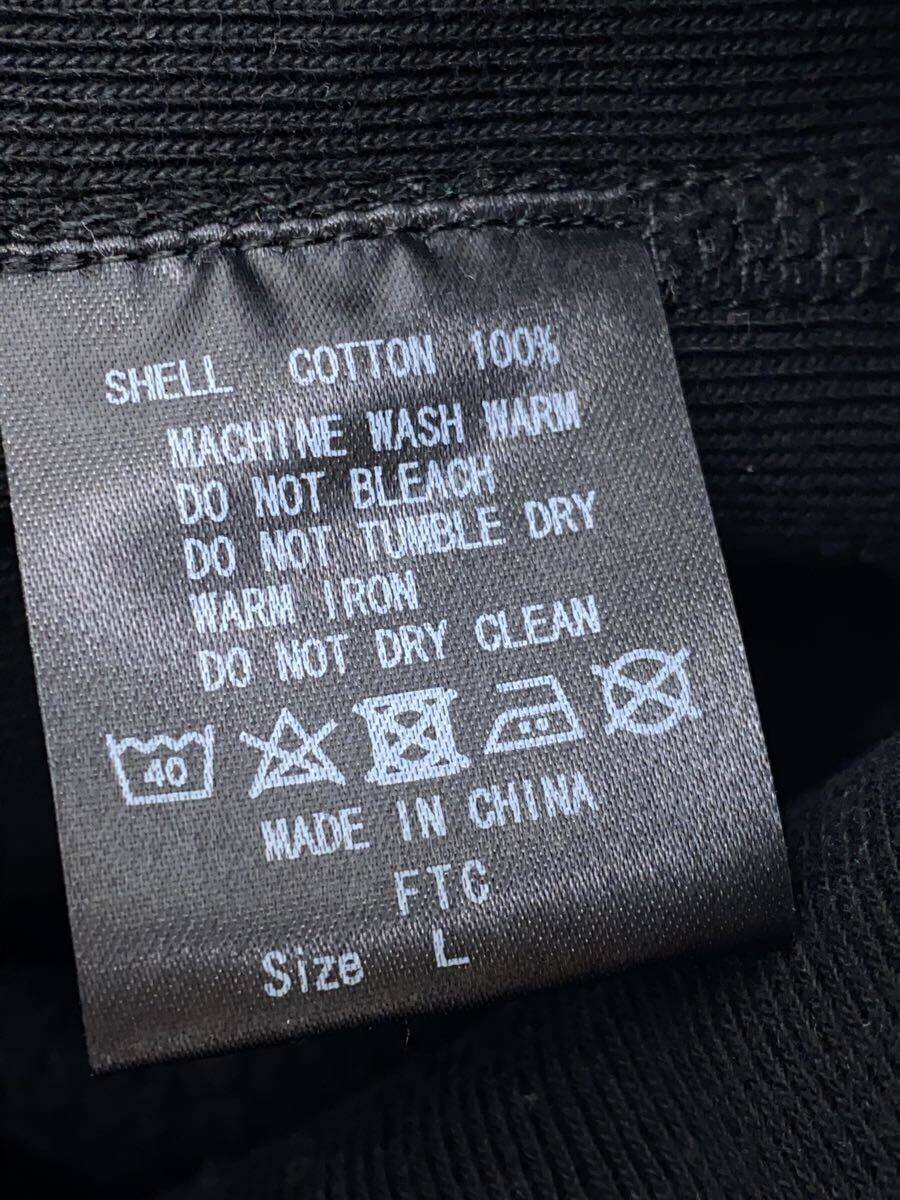 SHELL COTTON 100%
MACHINE WASH WARM
DO NOT BLEACH
DO NOT TUMBLE DRY
WARM IRON
DO NOT DRY CLEAN
40
MADE IN CHINA
FTC
Size L